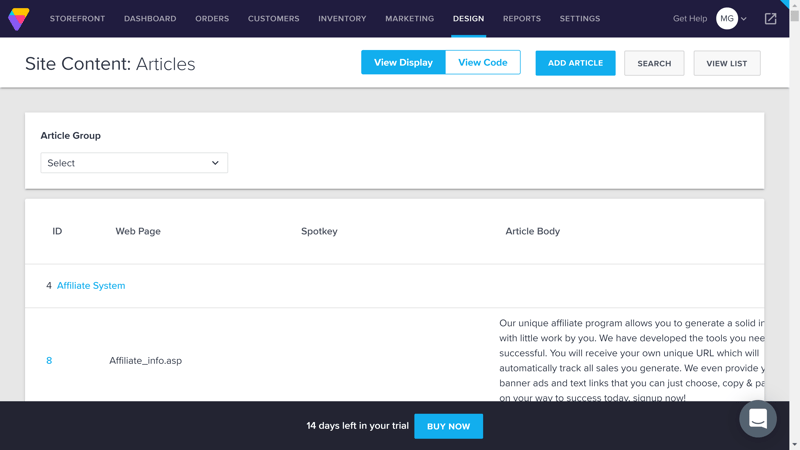 STOREFRONT DASHBOARD ORDERS CUSTOMERS INVENTORY MARKETING DESIGN REPORTS SETTINGS Get Help MG
Site Content: Articles View Display View Code ADD ARTICLE SEARCH VIEW LIST
Article Group
Select
ID Web Page Spotkey Article Body
4 Affiliate System
Our unique affiliate program allows you to generate a solid in
with little work by you. We have developed the tools you nee
successful. You will receive your own unique URL which will
8 Affiliate_info.asp automatically track all sales you generate. We even provide y
banner ads and text links that you can just choose, copy & pa
on your way to success today, signup now!
14 days left in your trial BUY NOW